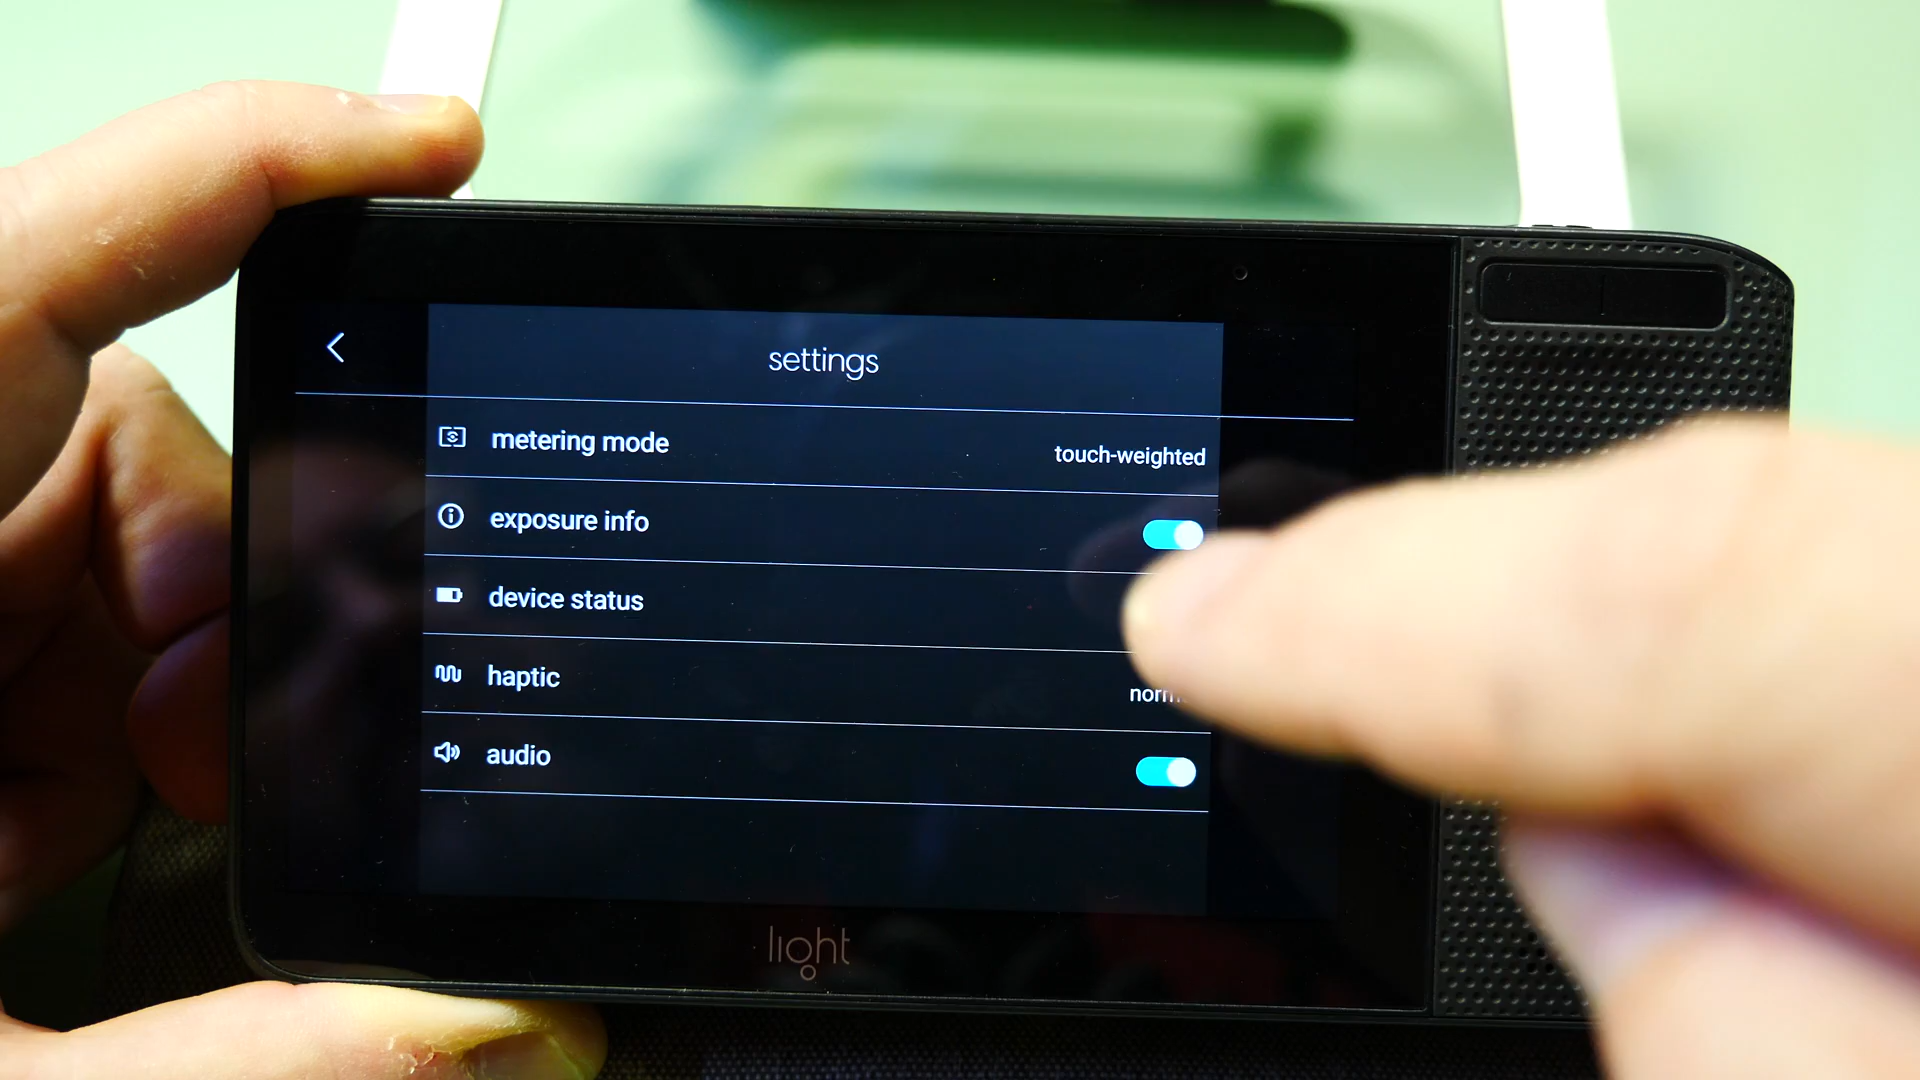 settings
metering mode
touch-weighted
exposure info
device status
haptic
audio
light